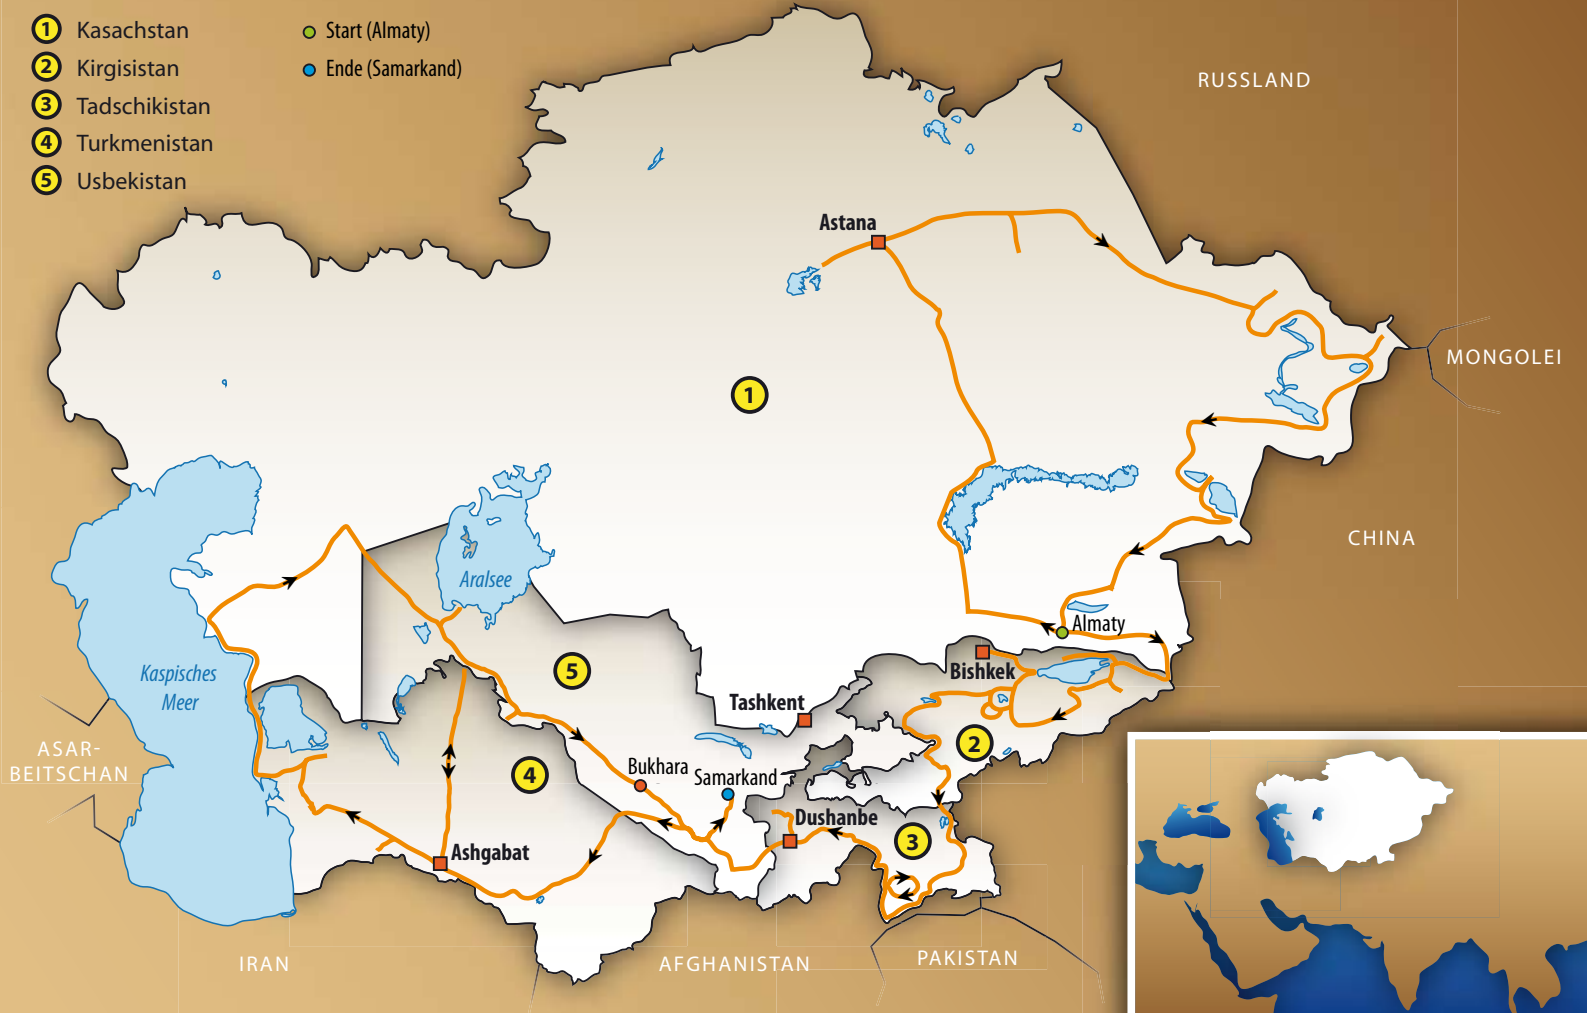 1 Kasachstan
2 Kirgisistan
3 Tadschikistan
4 Turkmenistan
5 Usbekistan
Start (Almaty)
Ende (Samarkand)
RUSSLAND
Astana
MONGOLEI
1
CHINA
Aralsee
Almaty
Kaspisches
Meer
5
Bishkek
Tashkent
2
ASAR-
BEITSCHAN
4
Bukhara
Samarkand
Dushanbe
3
Ashgabat
IRAN
AFGHANISTAN
PAKISTAN